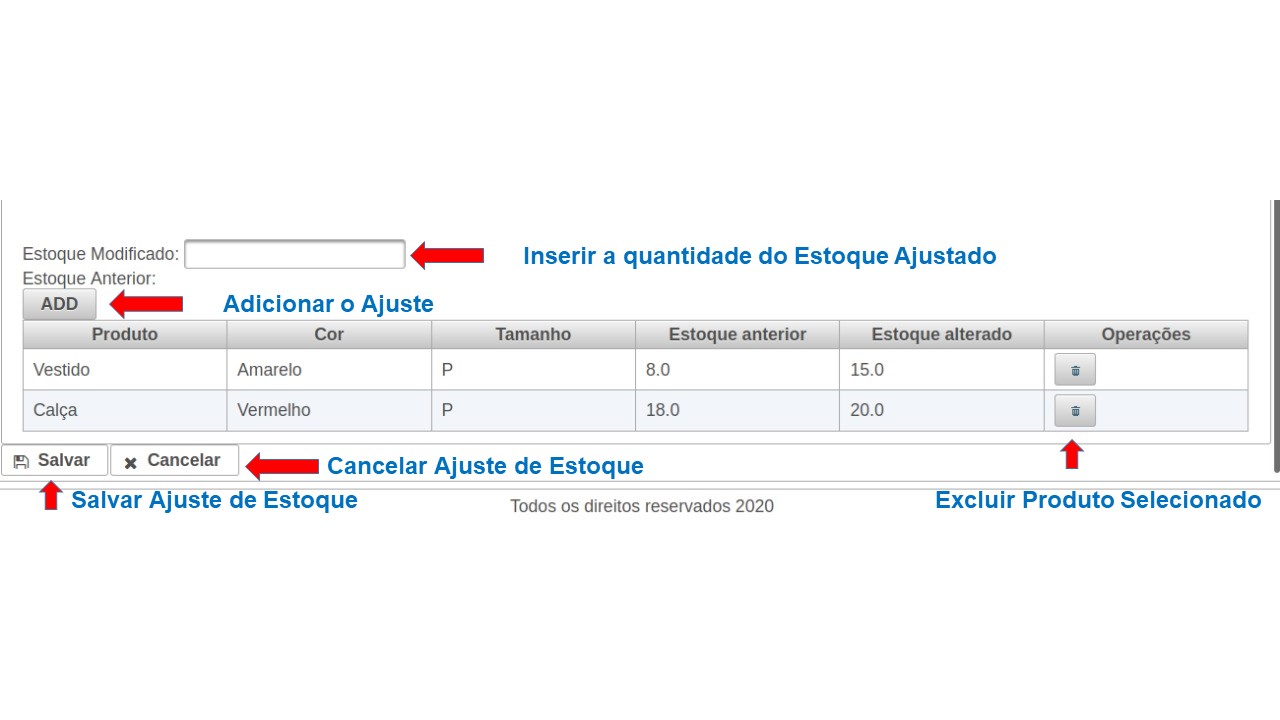 Estoque Modificado: Inserir a quantidade do Estoque Ajustado
Estoque Anterior:
ADD Adicionar o Ajuste
Produto Cor Tamanho Estoque anterior Estoque alterado Operações
Vestido Amarelo P 8.0 15.0
Calça Vermelho P 18.0 20.0
Salvar Cancelar Cancelar Ajuste de Estoque
Salvar Ajuste de Estoque Todos os direitos reservados 2020 Excluir Produto Selecionado